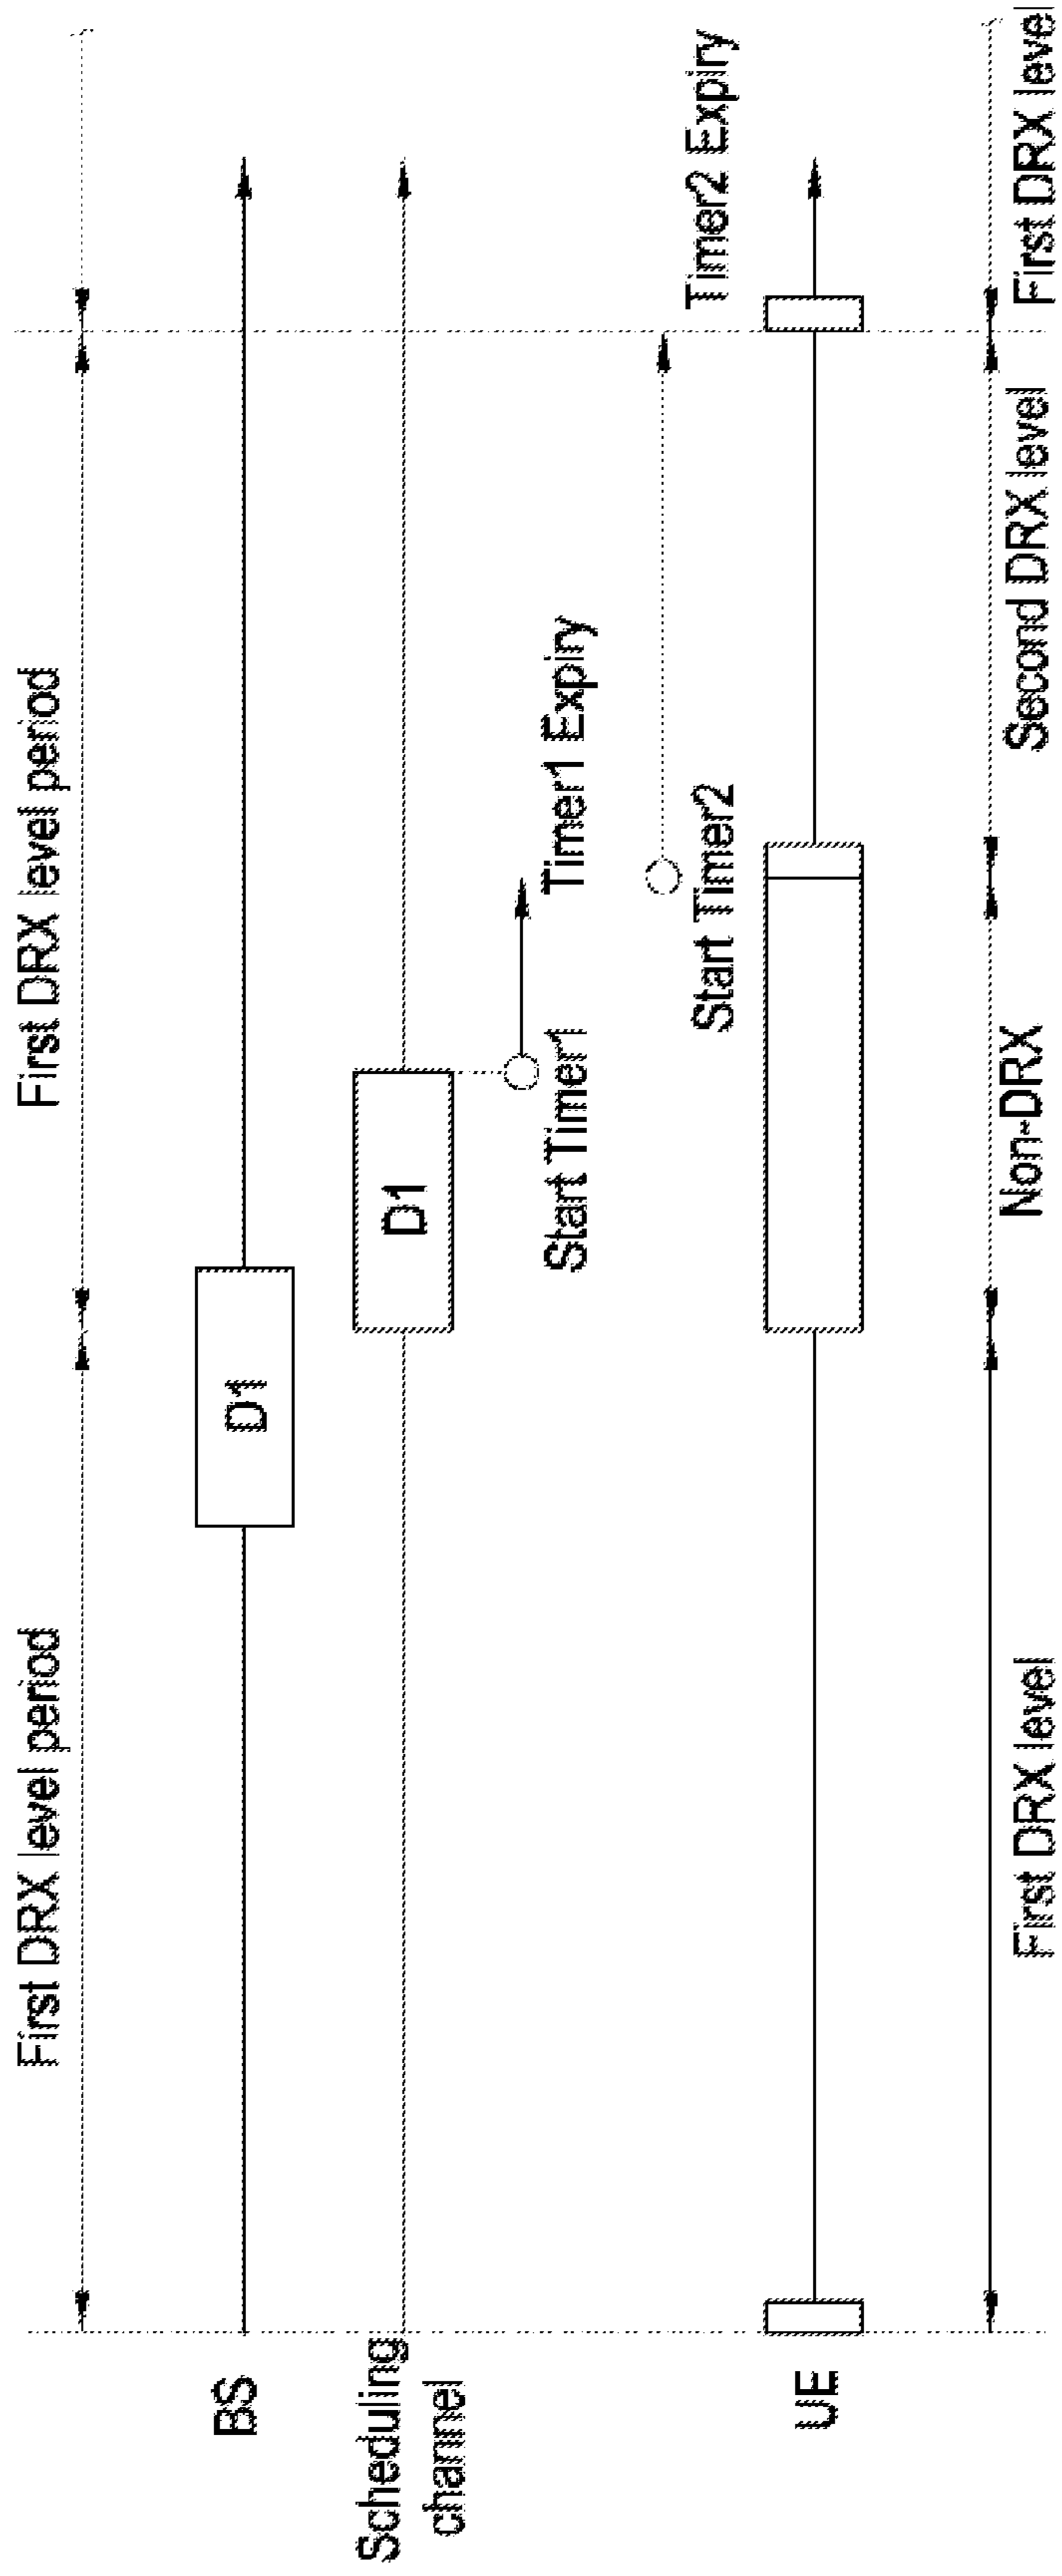 First DRX level period
First DRX level period
BS
D1
Scheduling
channel
D1
Start Timer1
Timer1 Expiry
Start Timer2
Timer2 Expiry
UE
First DRX level
Non-DRX
Second DRX level
First DRX level